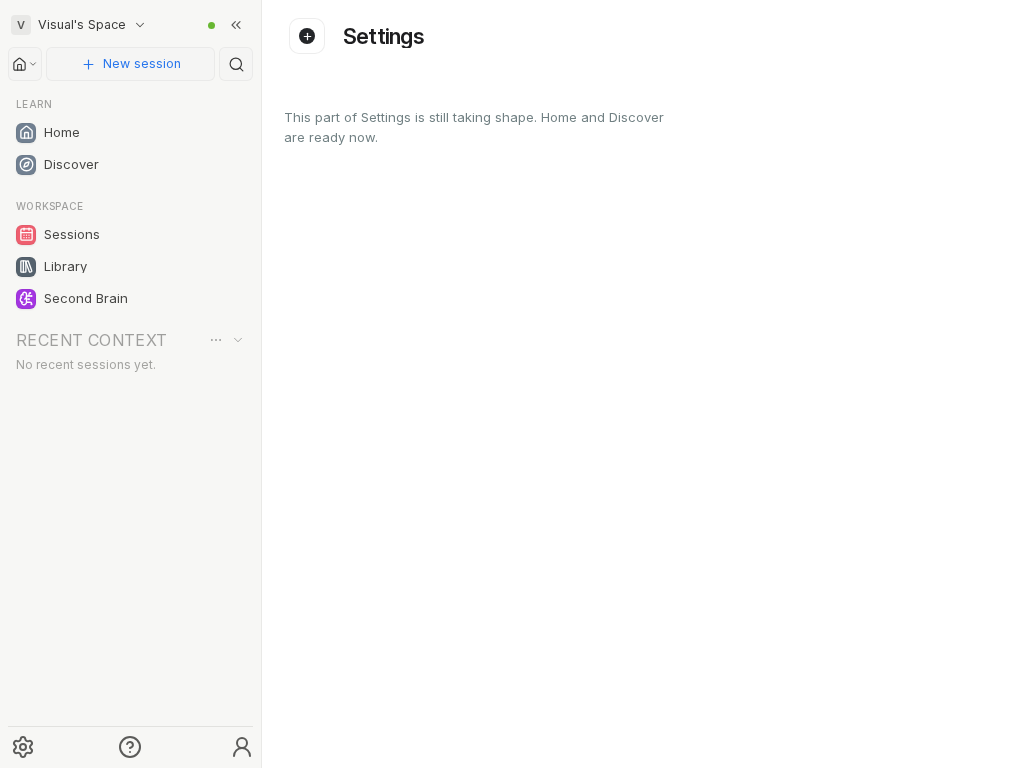 V Visual's Space
New session
LEARN
Home
Discover
WORKSPACE
Sessions
Library
Second Brain
RECENT CONTEXT
No recent sessions yet.
Settings
This part of Settings is still taking shape. Home and Discover
are ready now.